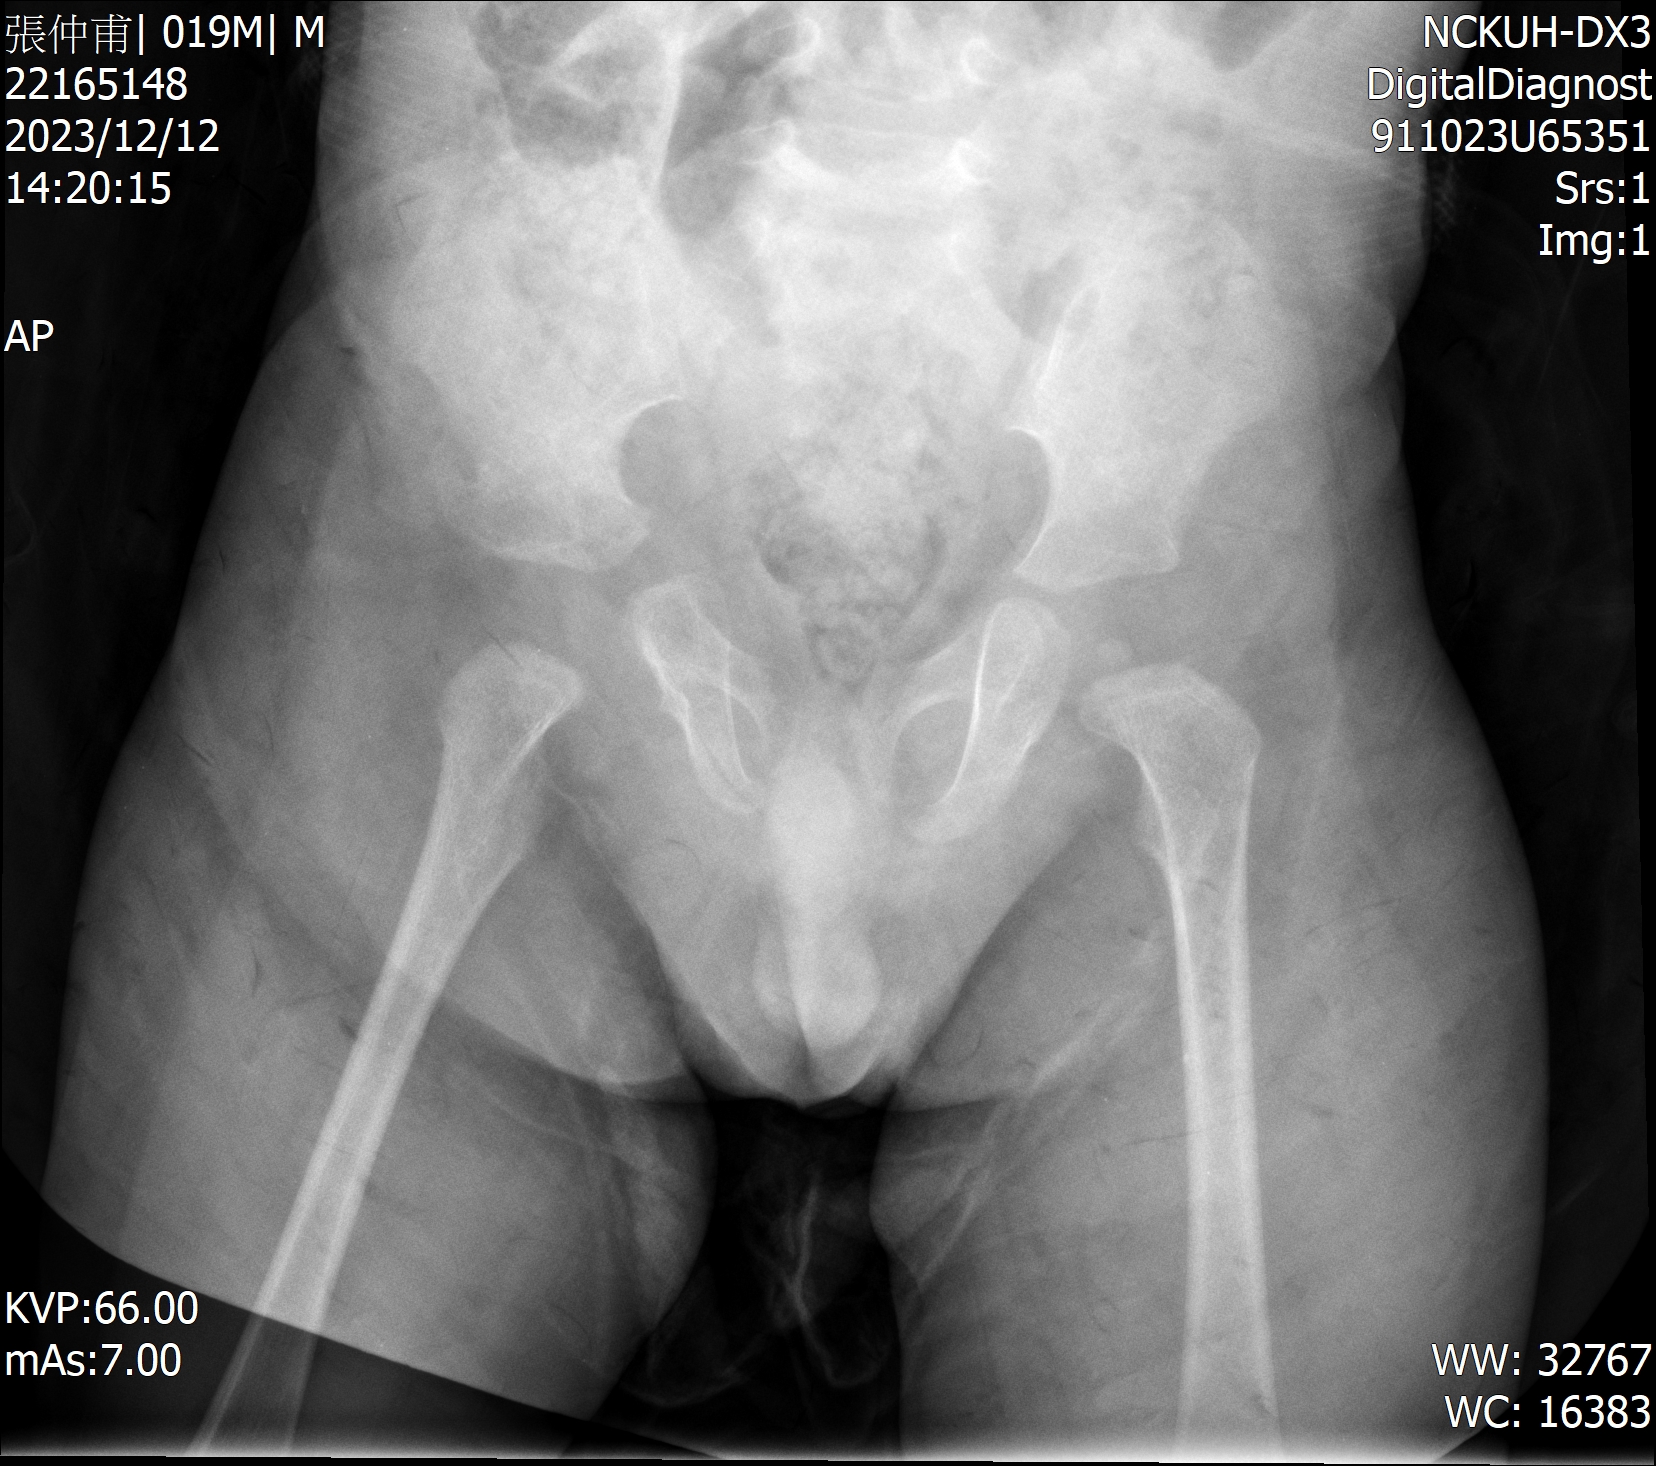 張仲甫| 019M| M
22165148
2023/12/12
14:20:15
AP
NCKUH-DX3
DigitalDiagnost
911023U65351
Srs:1
Img:1
KVP:66.00
mAs:7.00
WW: 32767
WC: 16383